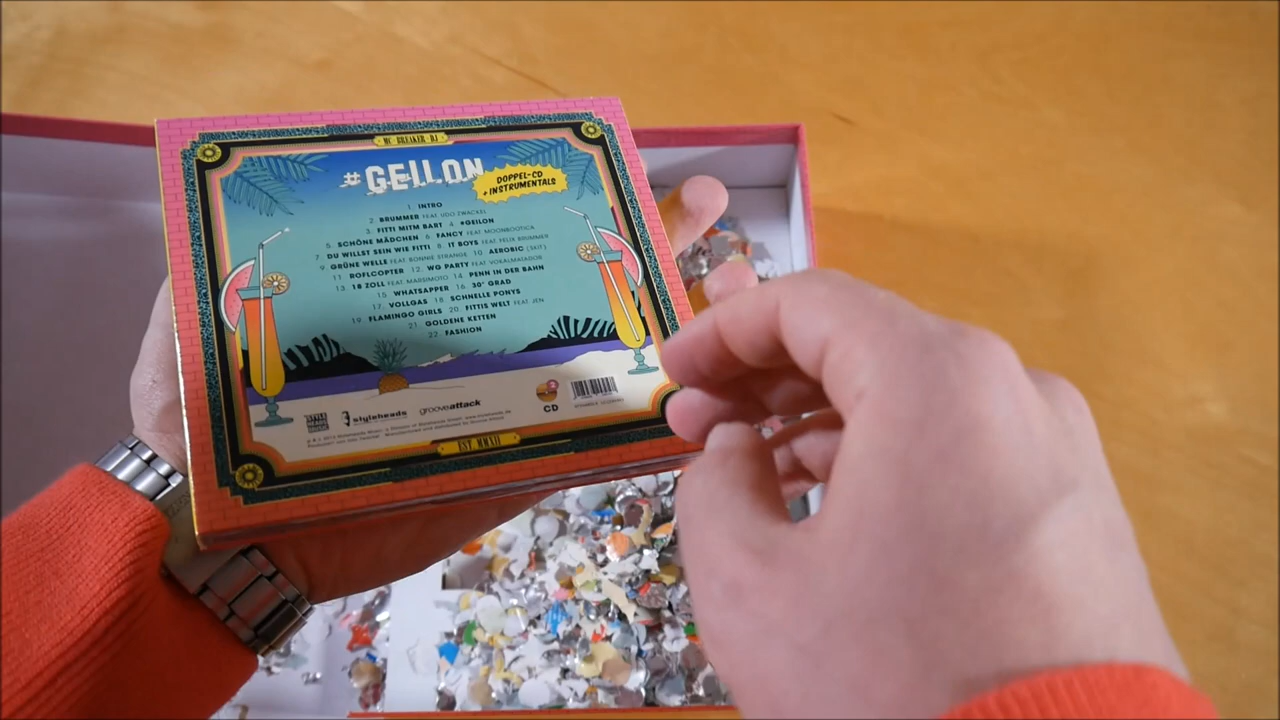 MC · BREAKER · DJ
#GEILON
DOPPEL-CD
+ INSTRUMENTALS
1. INTRO
2. BRUMMER FEAT. UDO ZWACKEL
3. FITTI MITM BART 4. #GEILON
5. SCHÖNE MÄDCHEN 6. FANCY FEAT. MOONBOOTICA
7. DU WILLST SEIN WIE FITTI 8. IT BOYS FEAT. FELIX BRUMMER
9. GRÜNE WELLE FEAT. BONNIE STRANGE 10. AEROBIC (SKIT)
11. ROFLCOPTER 12. WG PARTY FEAT. VOKALMATADOR
13. 18 ZOLL FEAT. MARSIMOTO 14. PENN IN DER BAHN
15. WHATSAPPER 16. 30° GRAD
17. VOLLGAS 18. SCHNELLE PONYS
19. FLAMINGO GIRLS 20. FITTIS WELT FEAT. JEN
21. GOLDENE KETTEN
22. FASHION
styleheads
grooveattack
CD
EST MMXII